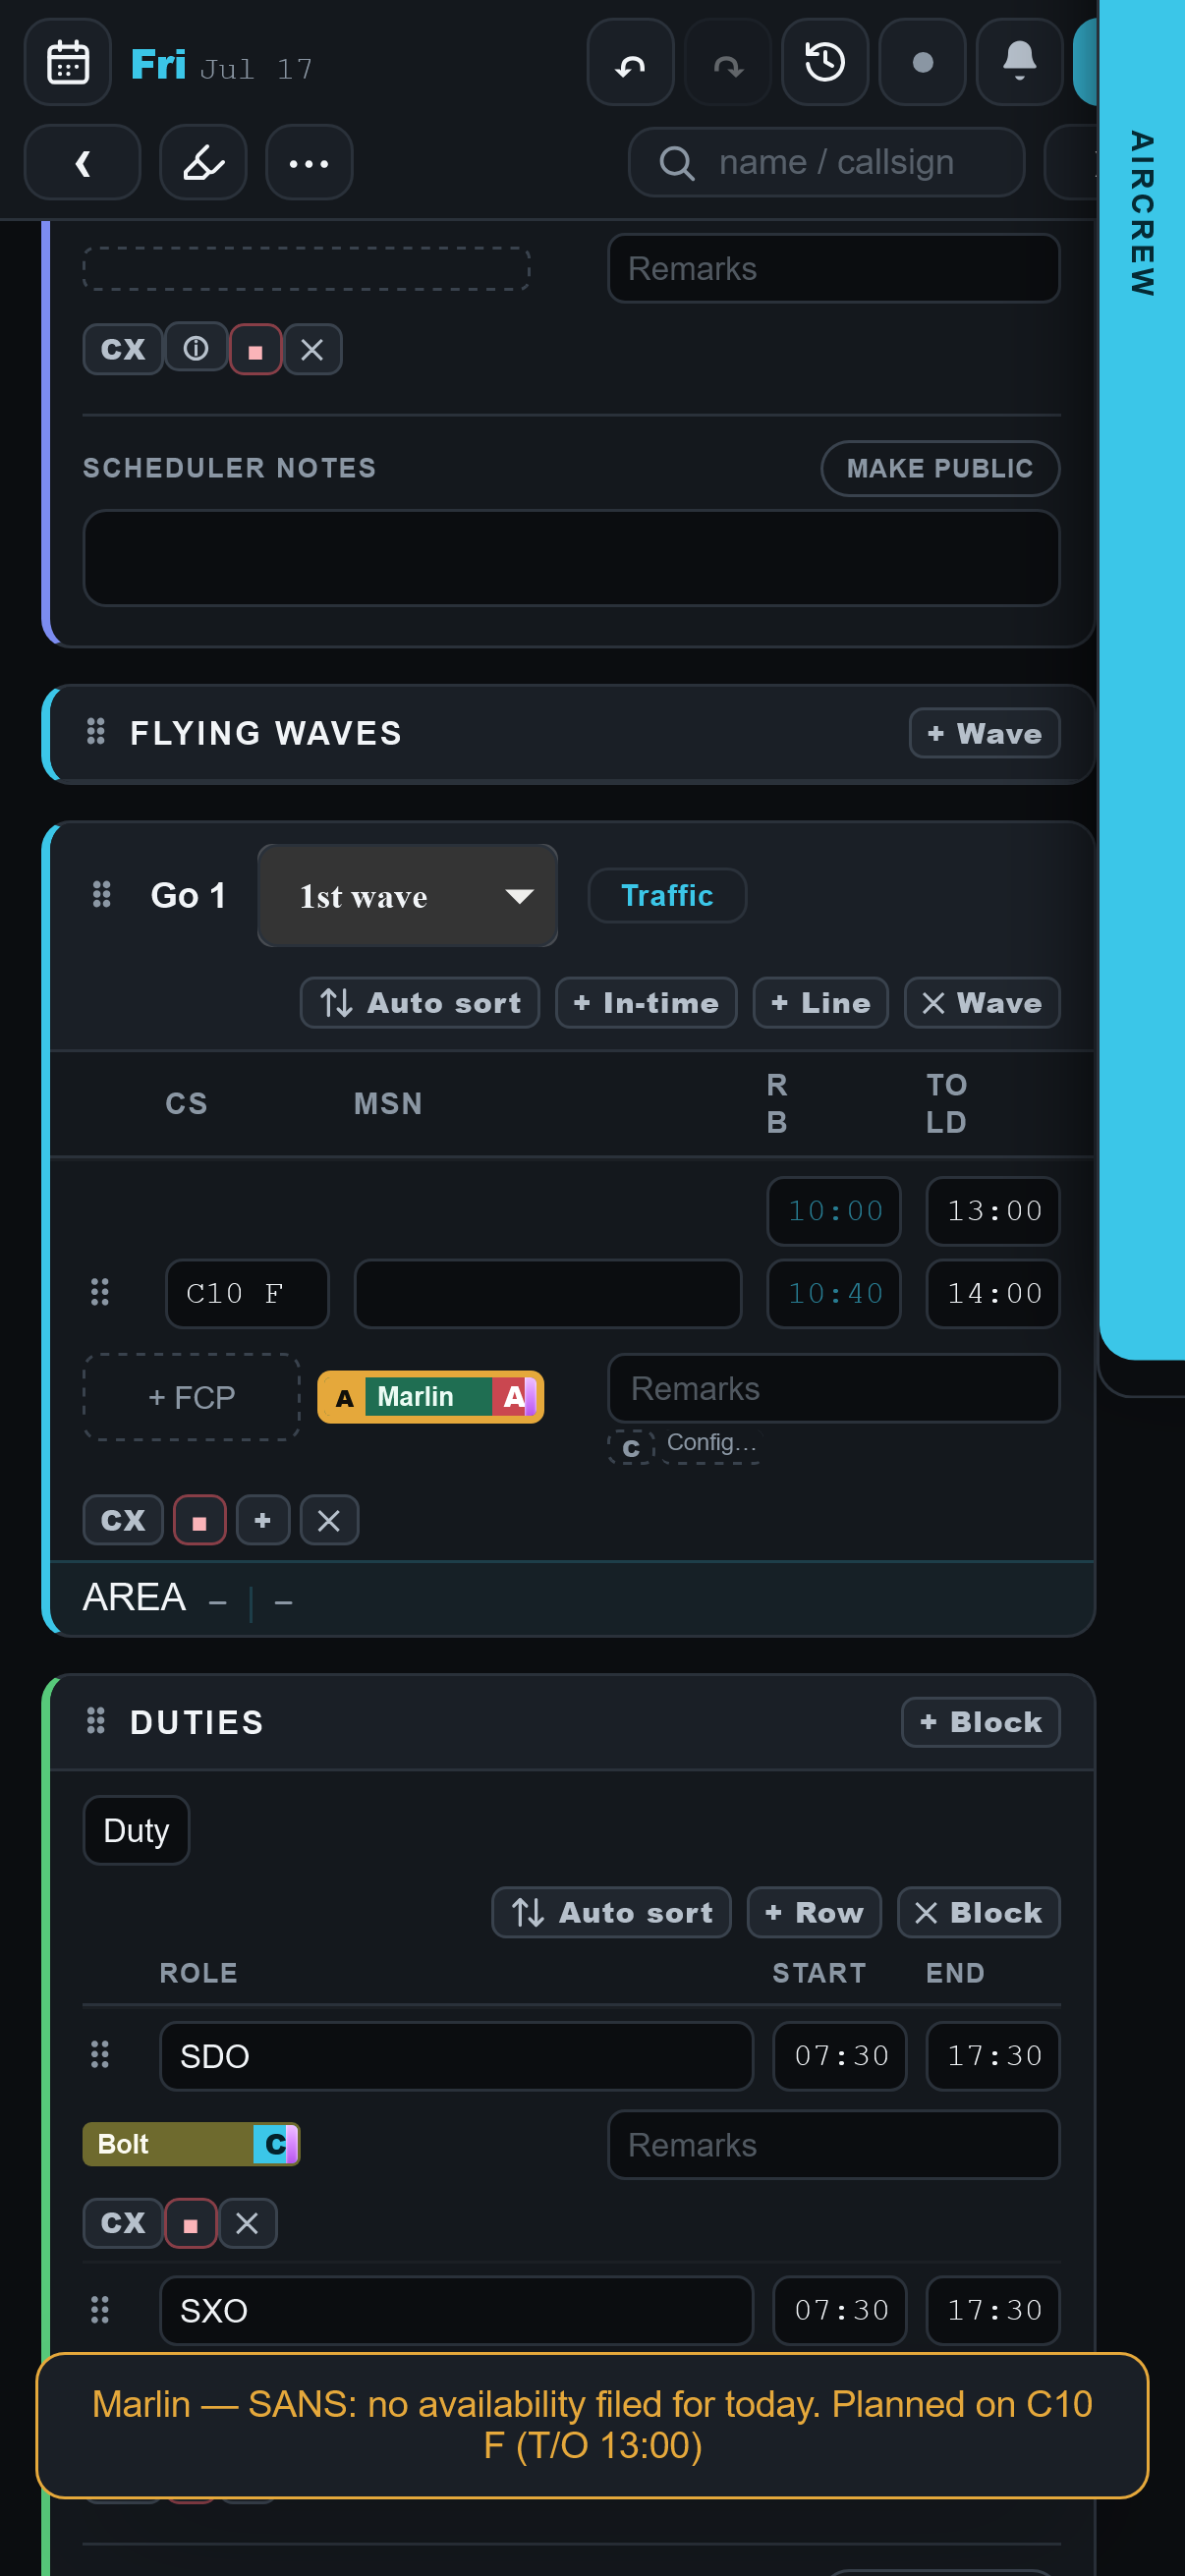 Fri Jul 17
name / callsign
AIRCREW
Remarks
CX
SCHEDULER NOTES MAKE PUBLIC
FLYING WAVES + Wave
Go 1 1st wave Traffic
Auto sort + In-time + Line × Wave
CS MSN R TO
B LD
10:00 13:00
C10 F 10:40 14:00
+ FCP A Marlin A Remarks
C Config...
CX +
AREA – | –
DUTIES + Block
Duty
Auto sort + Row × Block
ROLE START END
SDO 07:30 17:30
Bolt C Remarks
CX
SXO 07:30 17:30
Marlin — SANS: no availability filed for today. Planned on C10
F (T/O 13:00)